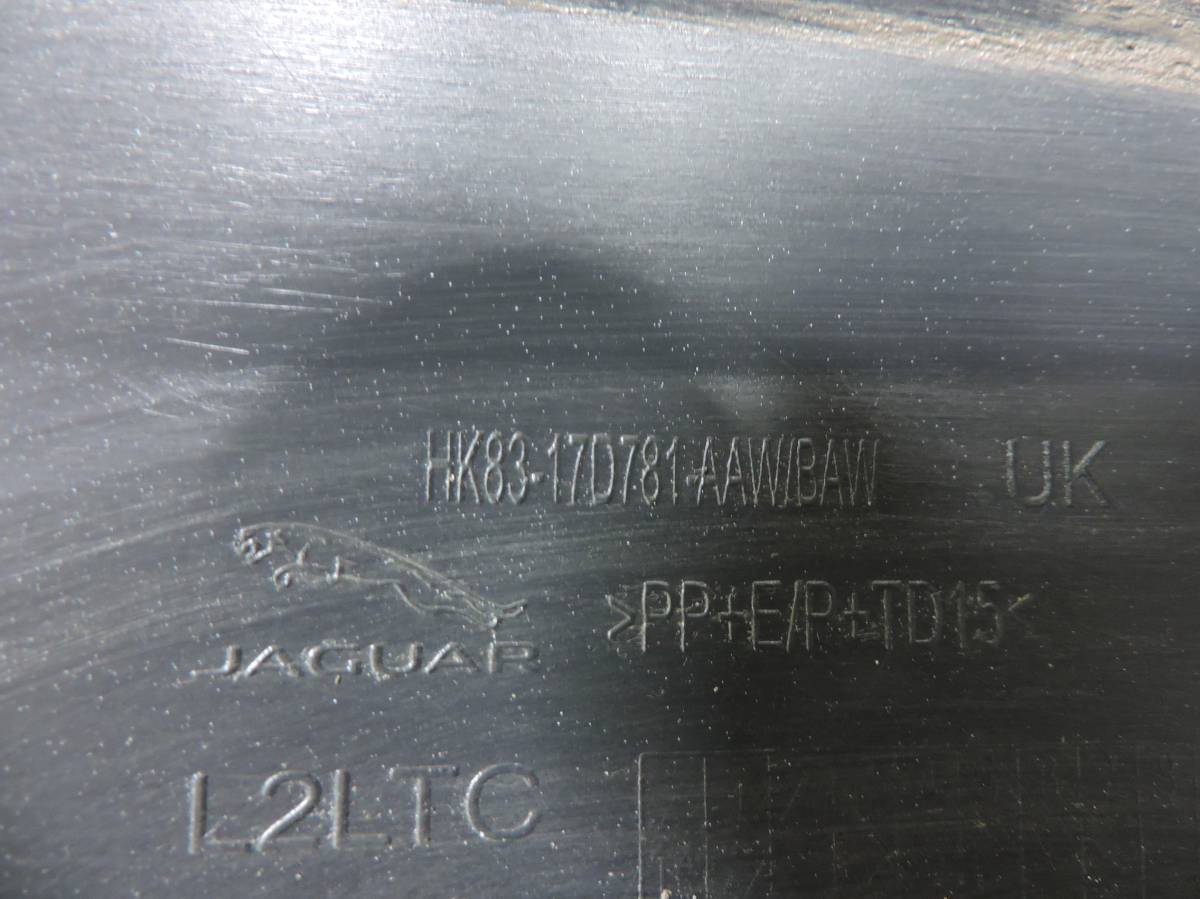 HK83-17D781-AAW/BAW UK
JAGUAR
>PP+E/P+TD15<
L2LTC